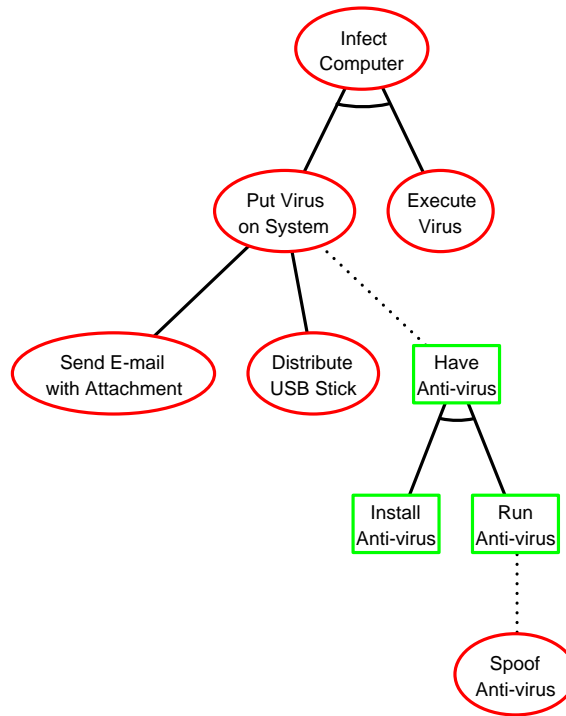 Infect
Computer
Put Virus
on System
Execute
Virus
Send E-mail
with Attachment
Distribute
USB Stick
Have
Anti-virus
Install
Anti-virus
Run
Anti-virus
Spoof
Anti-virus